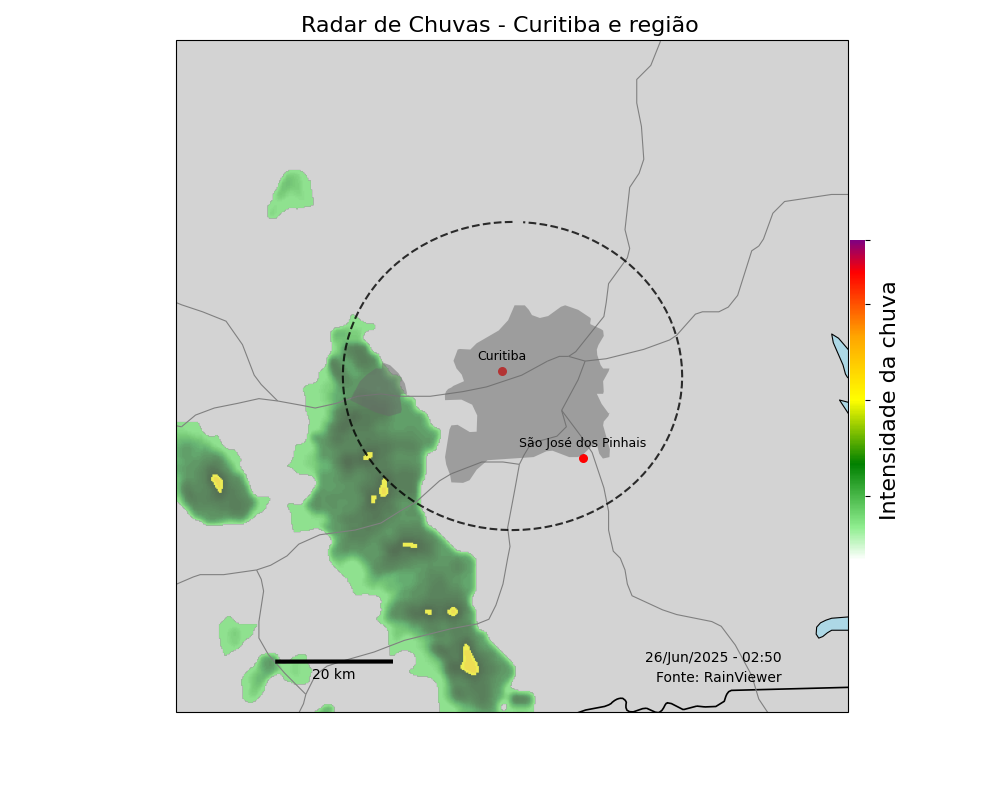 Radar de Chuvas - Curitiba e região
Curitiba
São José dos Pinhais
Intensidade da chuva
26/Jun/2025 - 02:50
Fonte: RainViewer
20 km